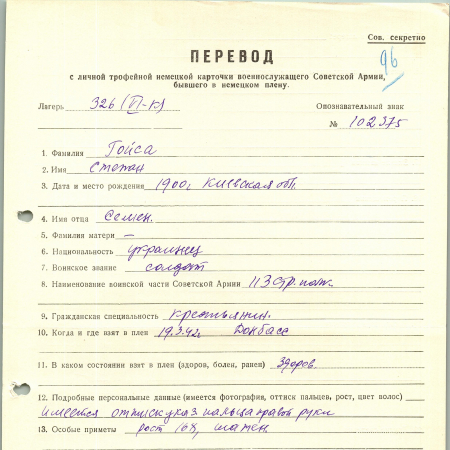 Сов. секретно
96
ПЕРЕВОД
с личной трофейной немецкой карточки военнослужащего Советской Армии,
бывшего в немецком плену.
Лагерь 326 (VI-к)
Опознавательный знак
№ 102375
1. Фамилия Гойса
2. Имя Степан
3. Дата и место рождения 1900, Киевская обл.
4. Имя отца Семен.
5. Фамилия матери —
6. Национальность украинец
7. Воинское звание солдат
8. Наименование воинской части Советской Армии 113 стр. полк.
9. Гражданская специальность крестьянин.
10. Когда и где взят в плен 19.3.42г. Донбасс
11. В каком состоянии взят в плен (здоров, болен, ранен) здоров.
12. Подробные персональные данные (имеется фотография, оттиск пальцев, рост, цвет волос)
имеется оттиск указ пальца правой руки
13. Особые приметы рост 168,